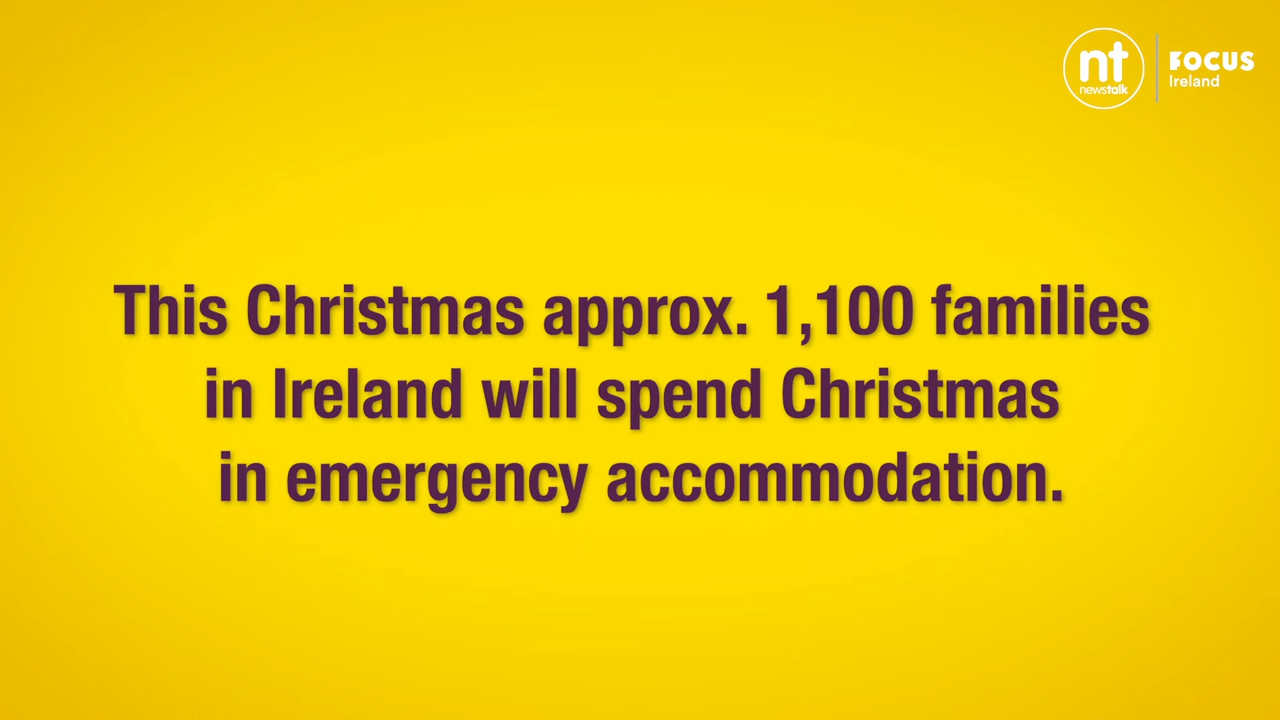 nt
newstalk
FOCUS
Ireland
This Christmas approx. 1,100 families
in Ireland will spend Christmas
in emergency accommodation.